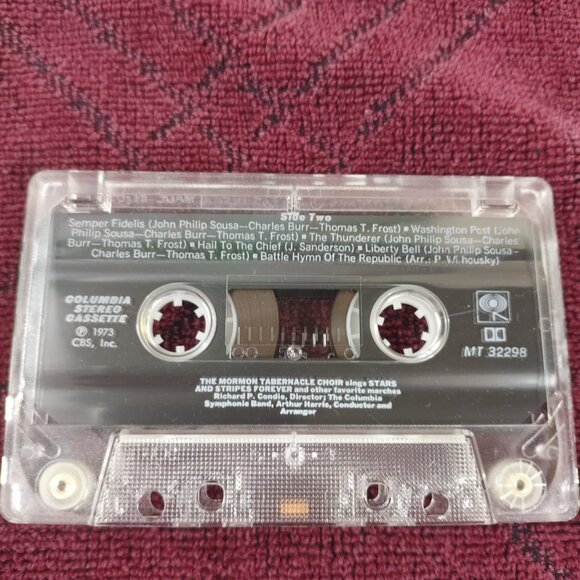 Side Two
Semper Fidelis (John Philip Sousa—Charles Burr—Thomas T. Frost) ▪ Washington Post (John
Philip Sousa—Charles Burr—Thomas T. Frost) ▪ The Thunderer (John Philip Sousa—Charles
Burr—Thomas T. Frost) ▪ Hail To The Chief (J. Sanderson) ▪ Liberty Bell (John Philip Sousa-
Charles Burr—Thomas T. Frost) ▪ Battle Hymn Of The Republic (Arr.: P. Wilhousky)
COLUMBIA
STEREO
CASSETTE
℗ 1973
CBS, Inc.
MT 32298
THE MORMON TABERNACLE CHOIR sings STARS
AND STRIPES FOREVER and other favorite marches
Richard P. Condie, Director; The Columbia
Symphonic Band, Arthur Harris, Conductor and
Arranger